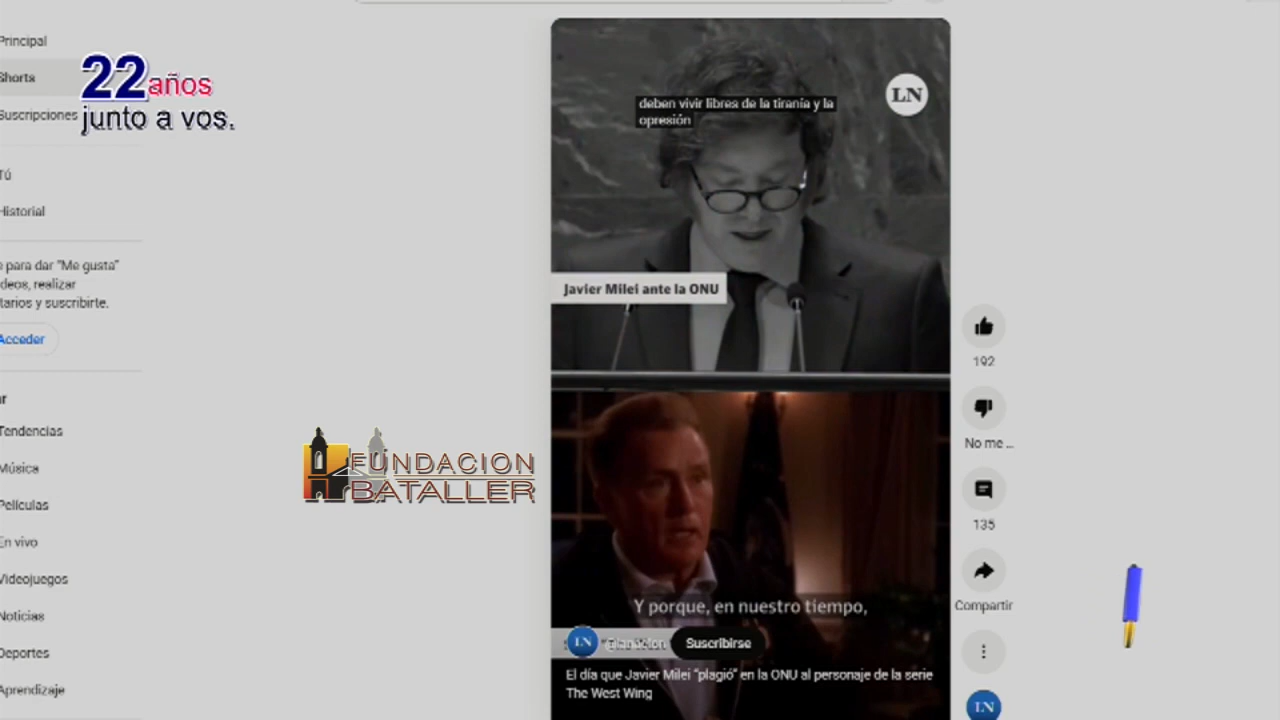 Principal
Shorts
Suscripciones
22 años
junto a vos.
Tú
Historial
para dar "Me gusta"
deos, realizar
tarios y suscribirte.
Acceder
Tendencias
Música
Películas
En vivo
Videojuegos
Noticias
Deportes
Aprendizaje
FUNDACION
BATALLER
deben vivir libres de la tiranía y la
opresión
LN
Javier Milei ante la ONU
Y porque, en nuestro tiempo,
LN @lanacion Suscribirse
El día que Javier Milei "plagió" en la ONU al personaje de la serie
The West Wing
192
No me ...
135
Compartir
LN